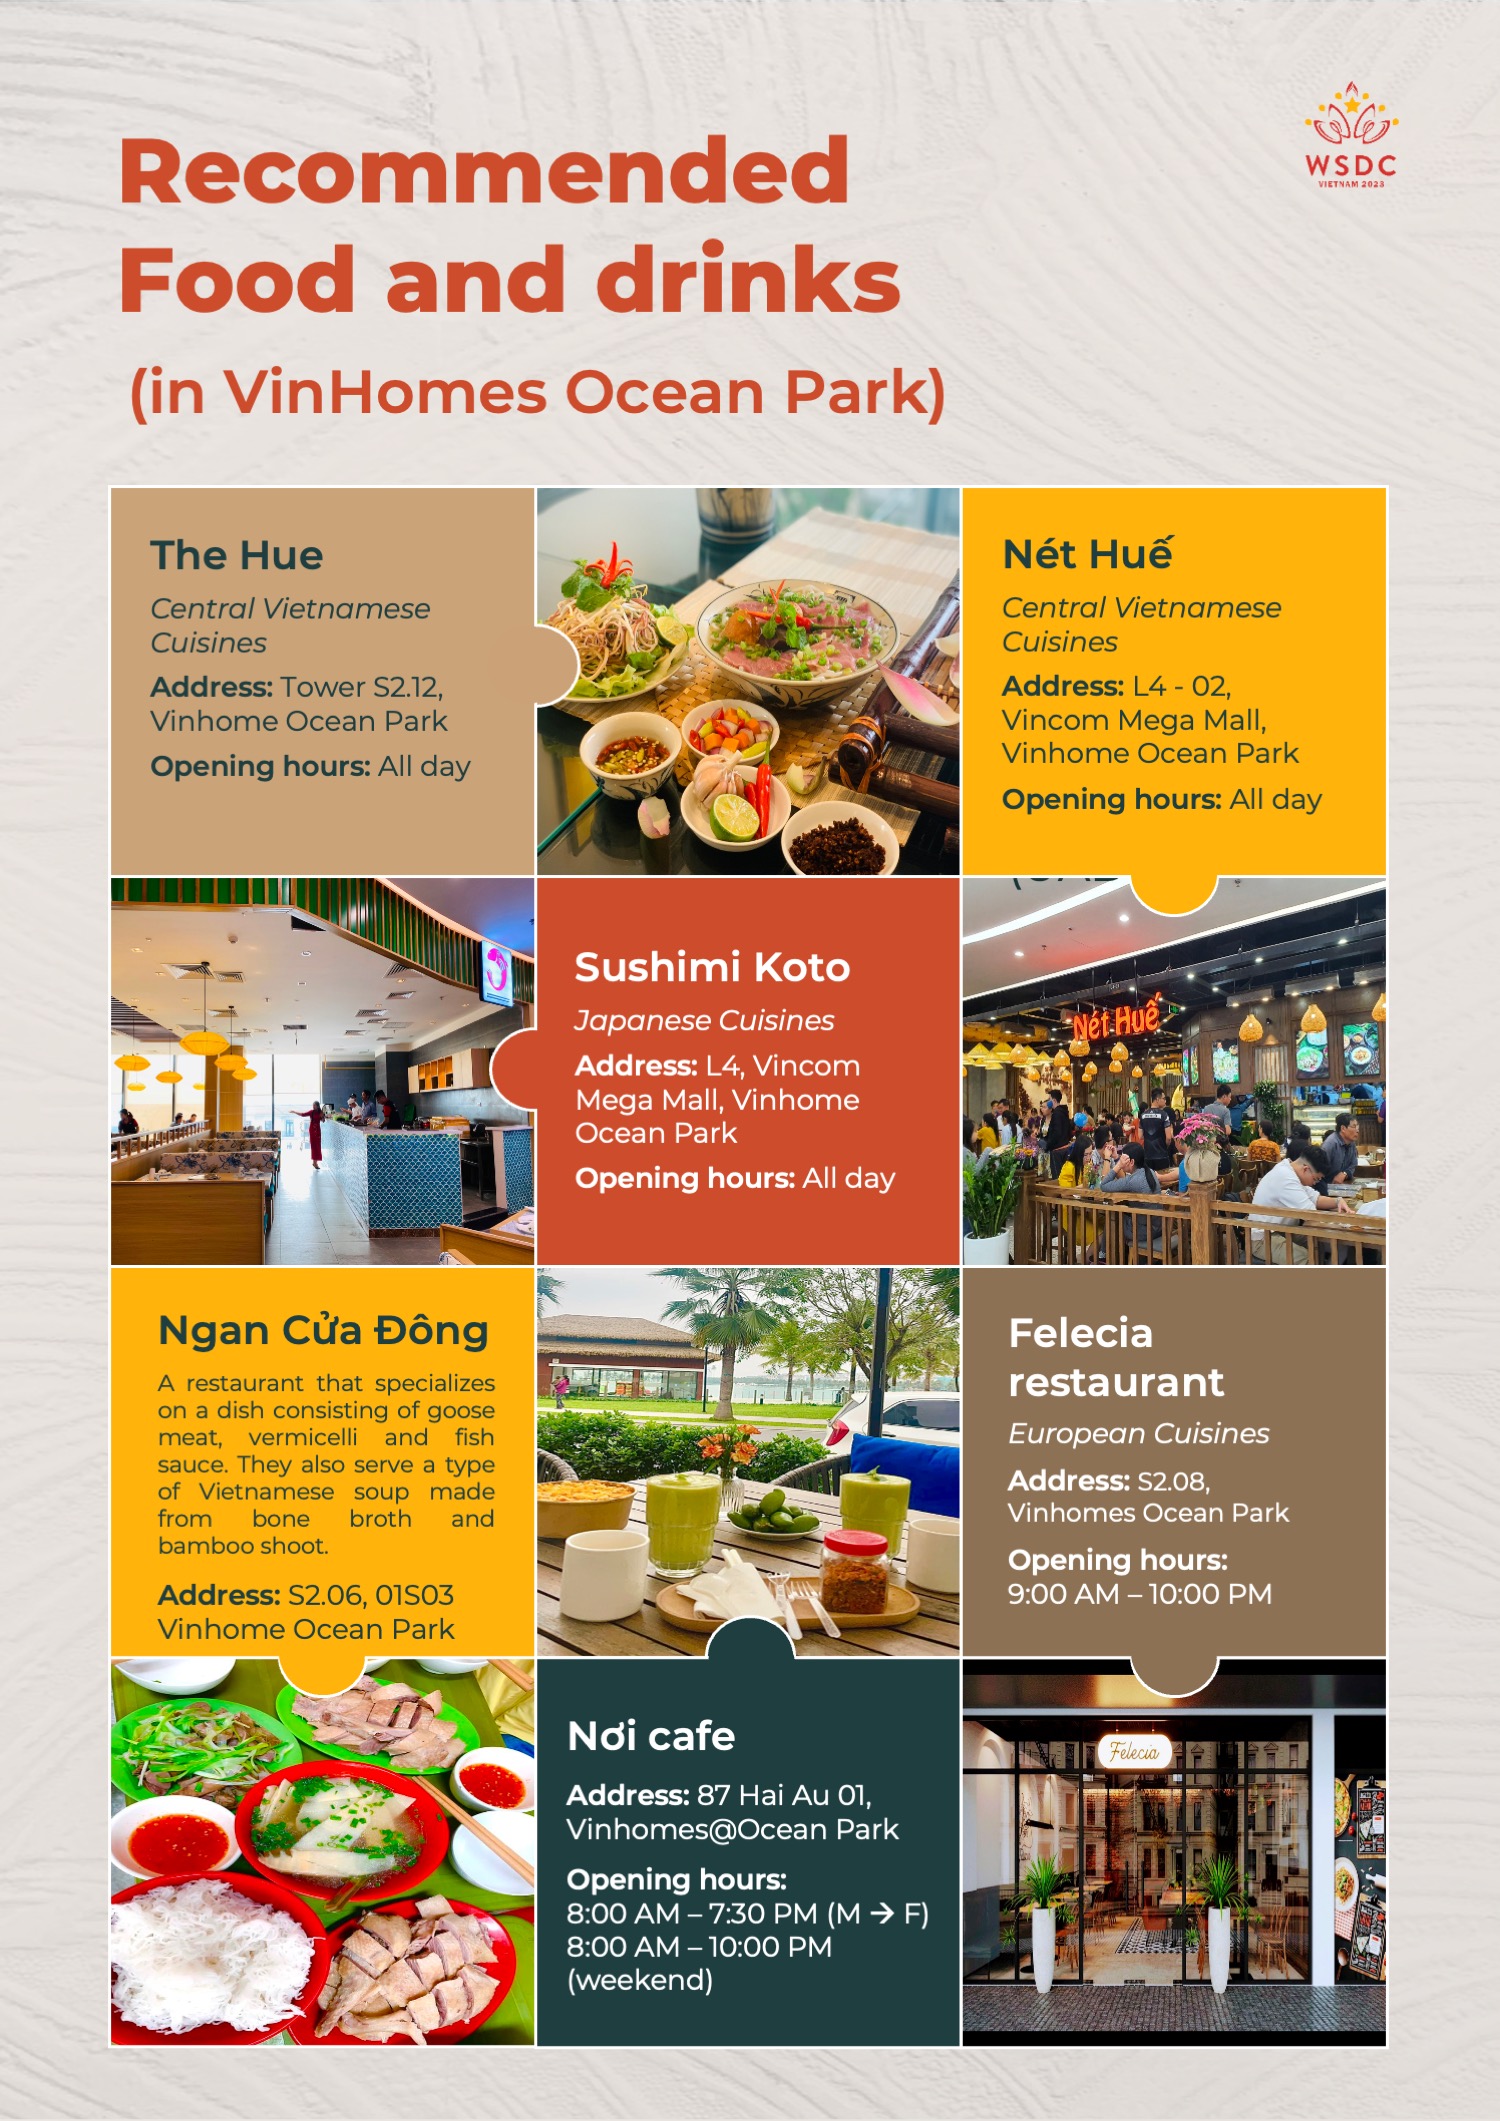 WSDC
VIETNAM 2023
Recommended
Food and drinks
(in VinHomes Ocean Park)
The Hue
Central Vietnamese
Cuisines
Address: Tower S2.12,
Vinhome Ocean Park
Opening hours: All day
Nét Huế
Central Vietnamese
Cuisines
Address: L4 - 02,
Vincom Mega Mall,
Vinhome Ocean Park
Opening hours: All day
Sushimi Koto
Japanese Cuisines
Address: L4, Vincom
Mega Mall, Vinhome
Ocean Park
Opening hours: All day
Nét Huế
Ngan Cửa Đông
A restaurant that specializes
on a dish consisting of goose
meat, vermicelli and fish
sauce. They also serve a type
of Vietnamese soup made
from bone broth and
bamboo shoot.
Address: S2.06, 01S03
Vinhome Ocean Park
Felecia
restaurant
European Cuisines
Address: S2.08,
Vinhomes Ocean Park
Opening hours:
9:00 AM – 10:00 PM
Nơi cafe
Address: 87 Hai Au 01,
Vinhomes@Ocean Park
Opening hours:
8:00 AM – 7:30 PM (M → F)
8:00 AM – 10:00 PM
(weekend)
Felecia